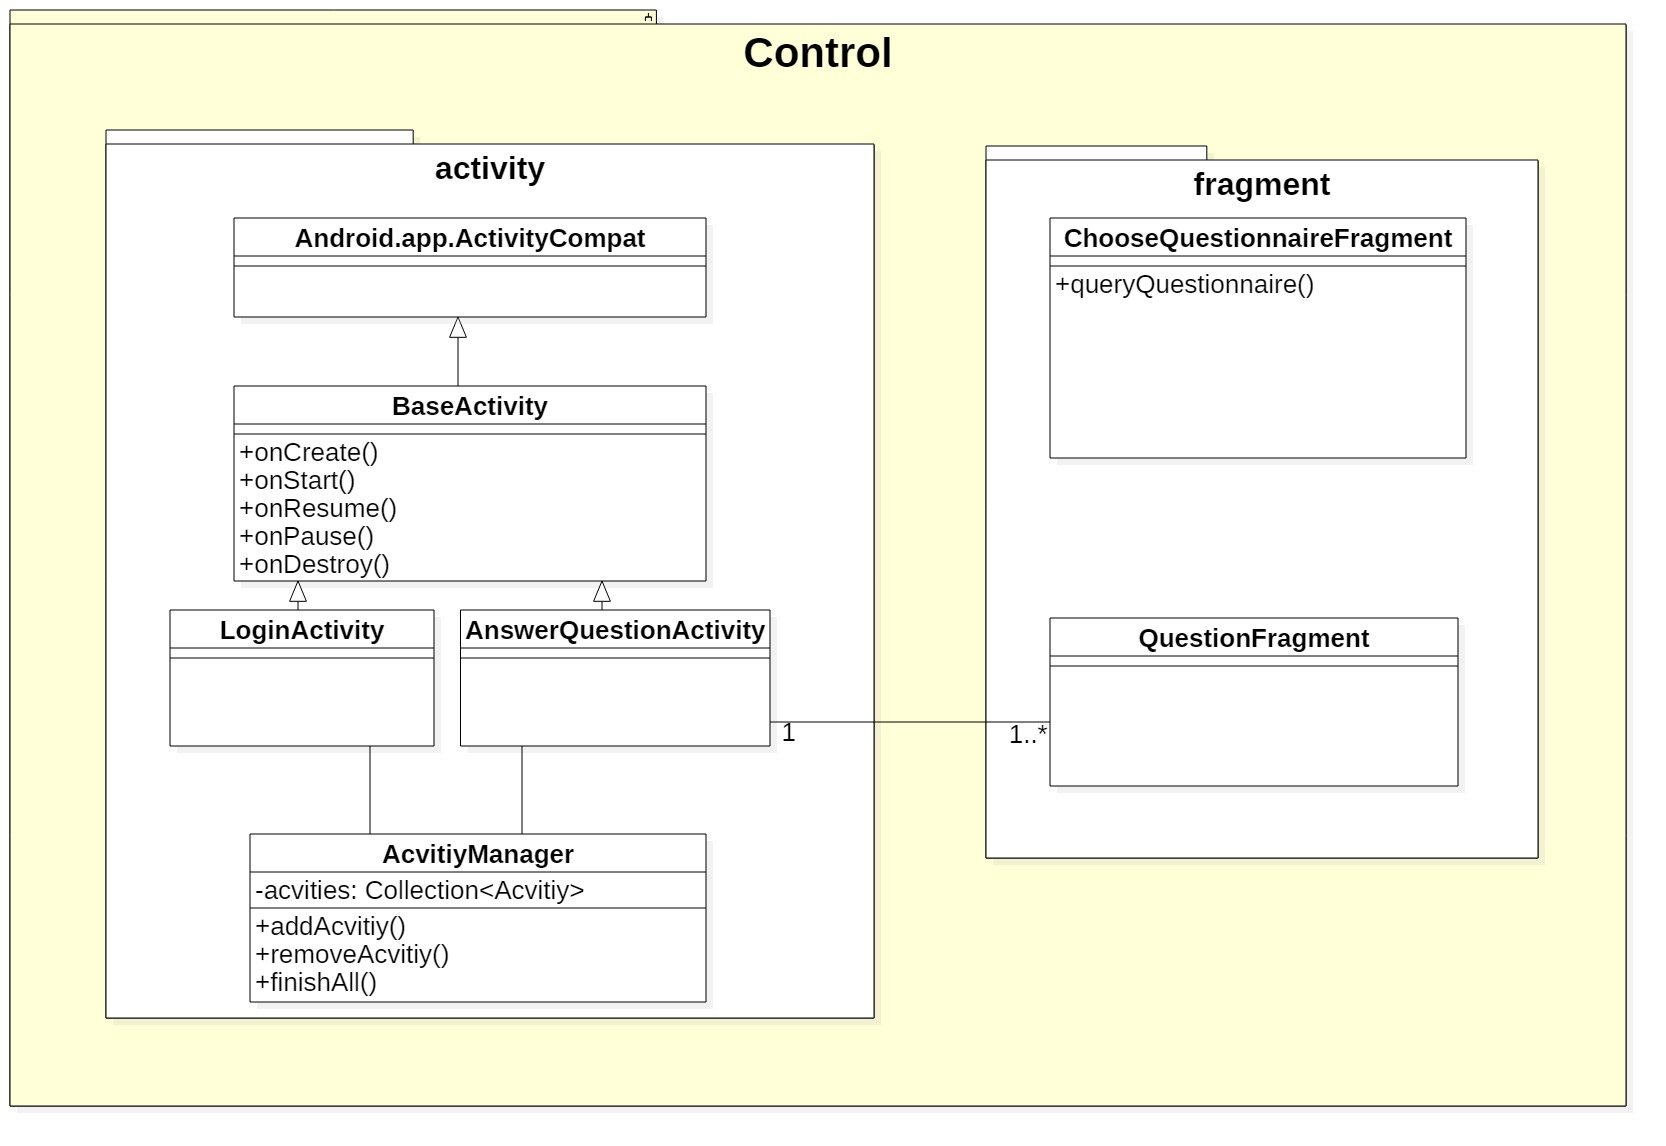 Control
activity
Android.app.ActivityCompat
BaseActivity
+onCreate()
+onStart()
+onResume()
+onPause()
+onDestroy()
LoginActivity
AnswerQuestionActivity
1
AcvitiyManager
-acvities: Collection<Acvitiy>
+addAcvitiy()
+removeAcvitiy()
+finishAll()
fragment
ChooseQuestionnaireFragment
+queryQuestionnaire()
QuestionFragment
1..*